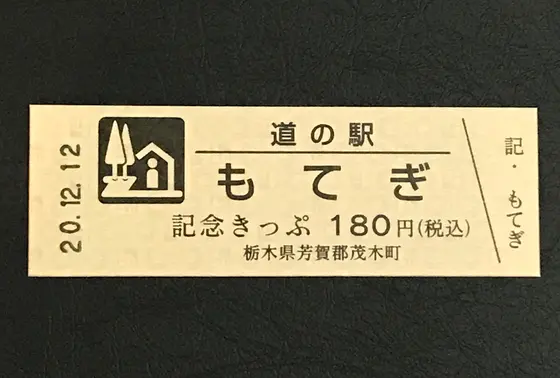 20.12.12
道の駅
もてぎ
記念きっぷ 180円(税込)
栃木県芳賀郡茂木町
記・もてぎ